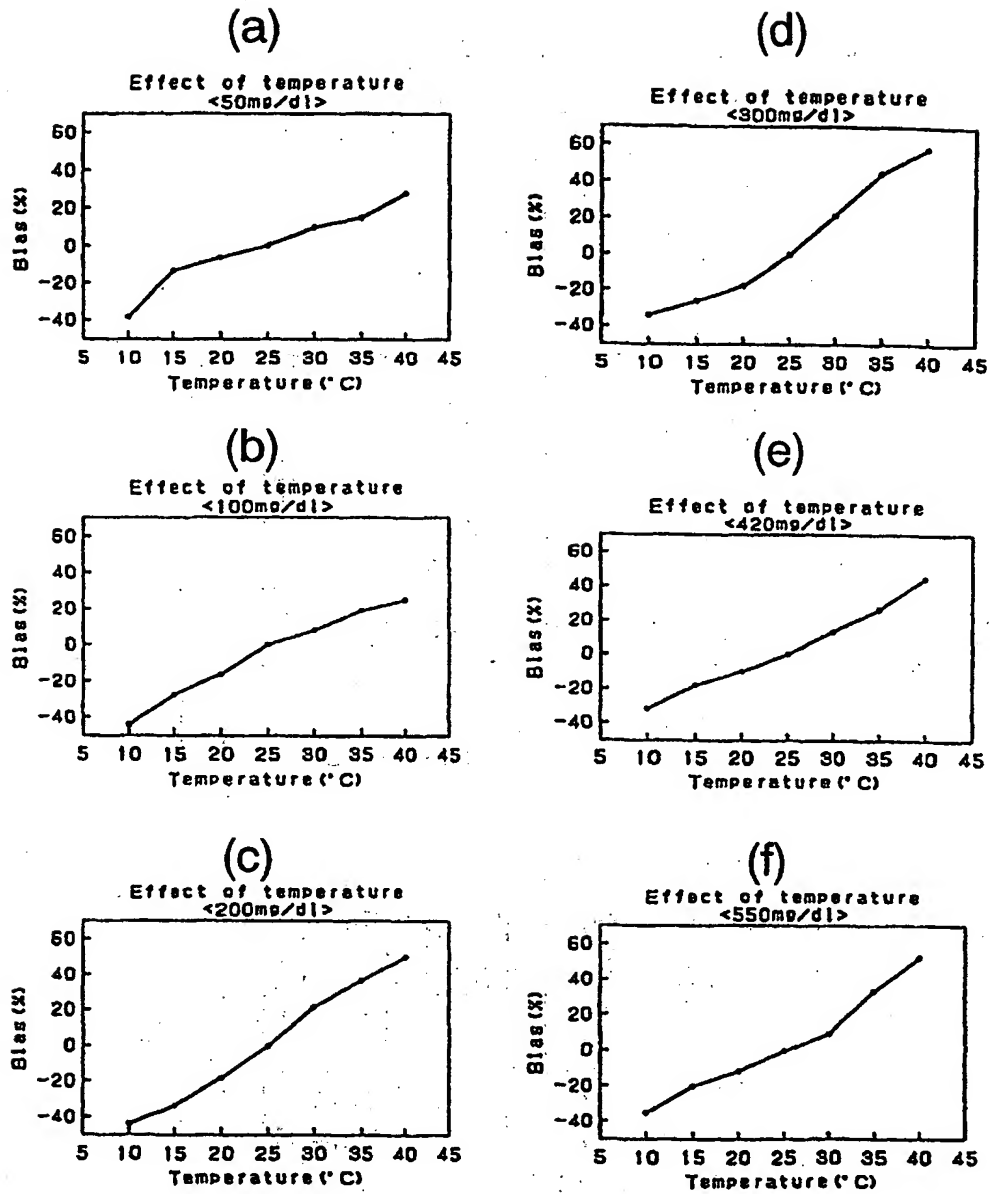 (a)
Effect of temperature
<50mg/dl>
60
40
20
0
-20
-40
Bias (%)
5 10 15 20 25 30 35 40 45
Temperature (°C)
(b)
Effect of temperature
<100mg/dl>
60
40
20
0
-20
-40
Bias (%)
5 10 15 20 25 30 35 40 45
Temperature (°C)
(c)
Effect of temperature
<200mg/dl>
60
40
20
0
-20
-40
Bias (%)
5 10 15 20 25 30 35 40 45
Temperature (°C)
(d)
Effect of temperature
<300mg/dl>
60
40
20
0
-20
-40
Bias (%)
5 10 15 20 25 30 35 40 45
Temperature (°C)
(e)
Effect of temperature
<420mg/dl>
60
40
20
0
-20
-40
Bias (%)
5 10 15 20 25 30 35 40 45
Temperature (°C)
(f)
Effect of temperature
<550mg/dl>
60
40
20
0
-20
-40
Bias (%)
5 10 15 20 25 30 35 40 45
Temperature (°C)